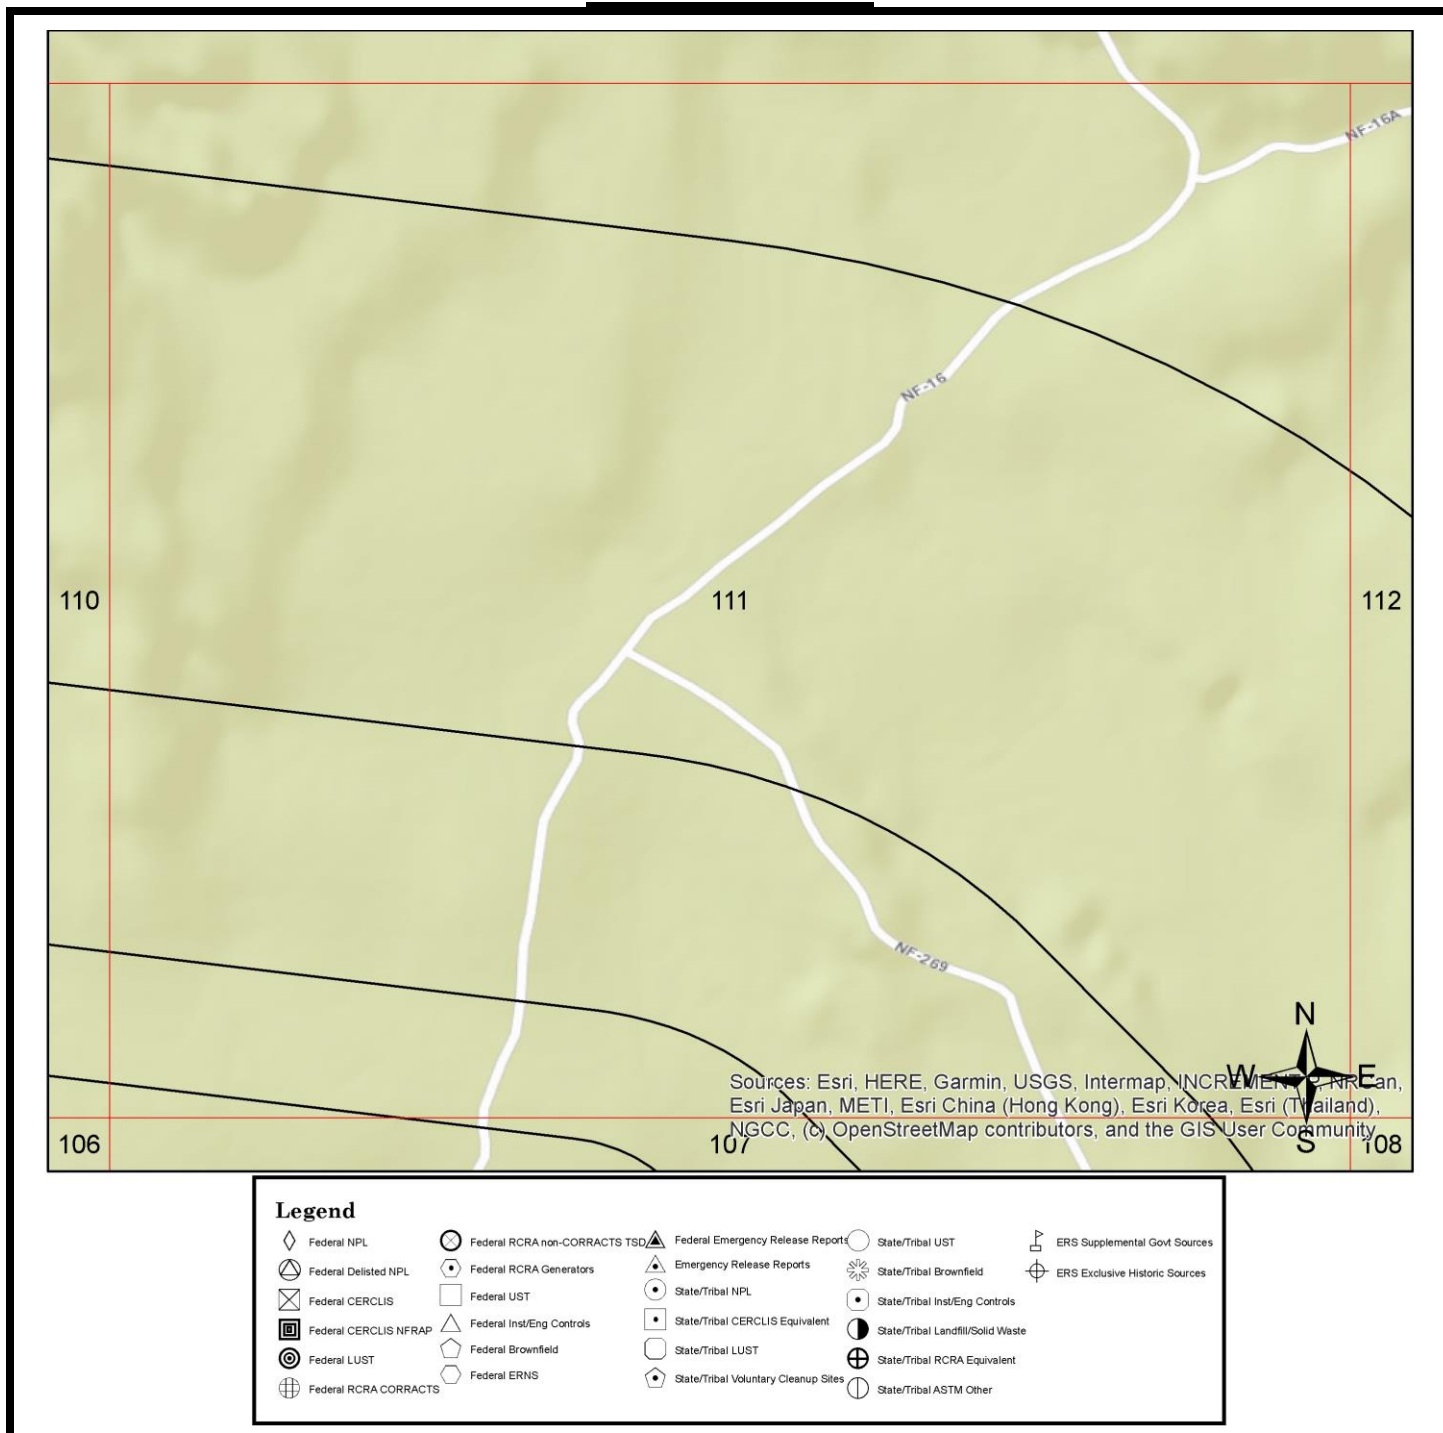 NF-16A
NF-16
110
111
112
NF-269
N
W
E
S
Sources: Esri, HERE, Garmin, USGS, Intermap, INCREMENT P, NRCan,
Esri Japan, METI, Esri China (Hong Kong), Esri Korea, Esri (Thailand),
NGCC, (c) OpenStreetMap contributors, and the GIS User Community
106
107
108
Legend
Federal NPL
Federal Delisted NPL
Federal CERCLIS
Federal CERCLIS NFRAP
Federal LUST
Federal RCRA CORRACTS
Federal RCRA non-CORRACTS TSD
Federal RCRA Generators
Federal UST
Federal Inst/Eng Controls
Federal Brownfield
Federal ERNS
Federal Emergency Release Reports
Emergency Release Reports
State/Tribal NPL
State/Tribal CERCLIS Equivalent
State/Tribal LUST
State/Tribal Voluntary Cleanup Sites
State/Tribal UST
State/Tribal Brownfield
State/Tribal Inst/Eng Controls
State/Tribal Landfill/Solid Waste
State/Tribal RCRA Equivalent
State/Tribal ASTM Other
ERS Supplemental Govt Sources
ERS Exclusive Historic Sources